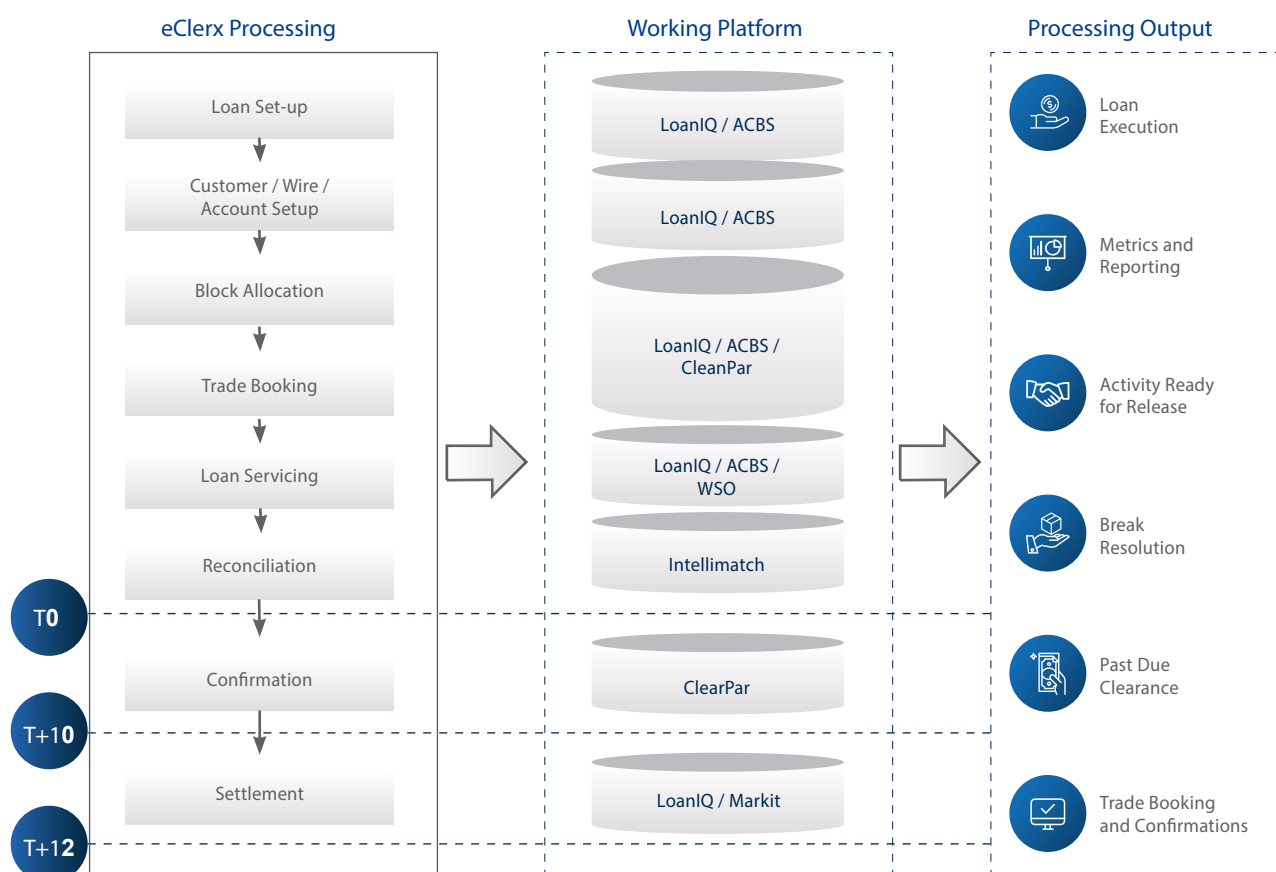 eClerx Processing
Loan Set-up
Customer / Wire /
Account Setup
Block Allocation
Trade Booking
Loan Servicing
Reconciliation
T0
Confirmation
T+10
Settlement
T+12
Working Platform
LoanIQ / ACBS
LoanIQ / ACBS
LoanIQ / ACBS /
CleanPar
LoanIQ / ACBS /
WSO
Intellimatch
ClearPar
LoanIQ / Markit
Processing Output
$
Loan
Execution
Metrics and
Reporting
Activity Ready
for Release
Break
Resolution
Past Due
Clearance
Trade Booking
and Confirmations